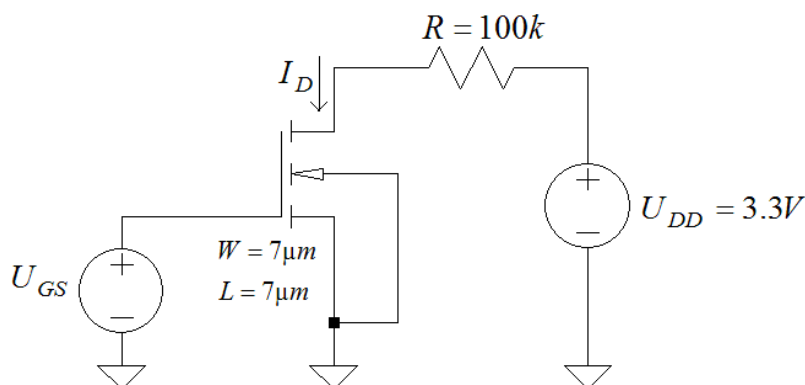 R = 100k
I_D
U_DD = 3.3V
W = 7µm
L = 7µm
U_GS